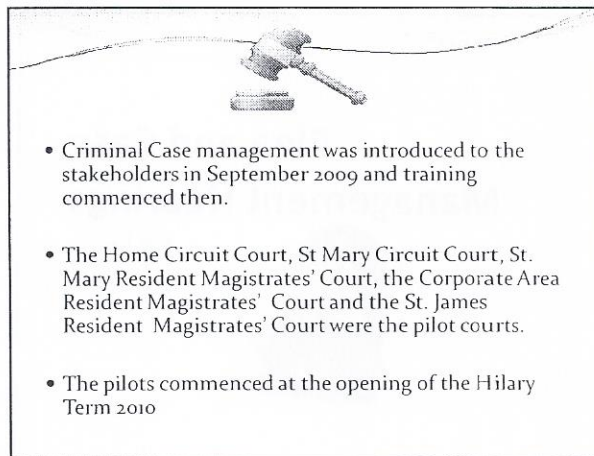 • Criminal Case management was introduced to the
stakeholders in September 2009 and training
commenced then.
• The Home Circuit Court, St Mary Circuit Court, St.
Mary Resident Magistrates' Court, the Corporate Area
Resident Magistrates' Court and the St. James
Resident Magistrates' Court were the pilot courts.
• The pilots commenced at the opening of the Hilary
Term 2010